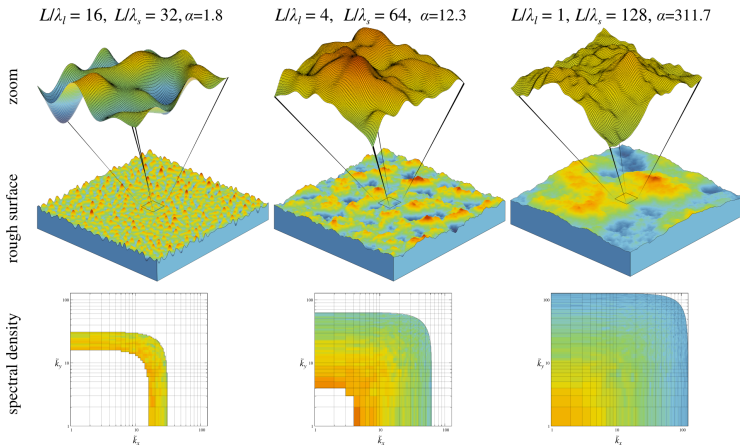 L/λl = 16, L/λs = 32, α=1.8
L/λl = 4, L/λs = 64, α=12.3
L/λl = 1, L/λs = 128, α=311.7
zoom
rough surface
spectral density
100
10
1
k̄y
1
10
100
k̄x
100
10
1
k̄y
1
10
100
k̄x
100
10
1
k̄y
1
10
100
k̄x